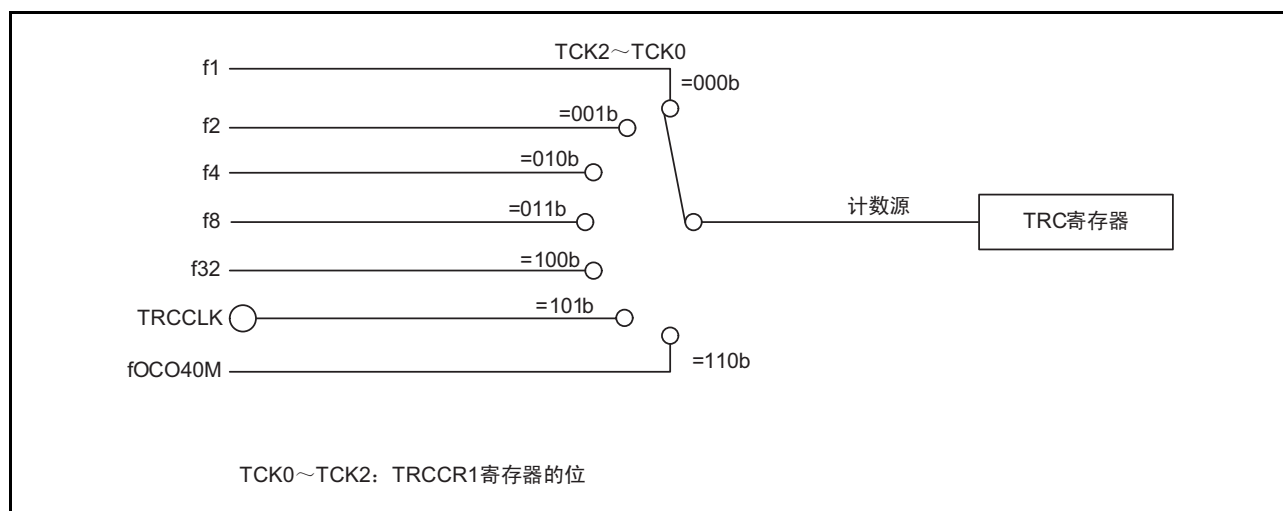 TCK2～TCK0
f1
=000b
f2
=001b
f4
=010b
f8
=011b
计数源
TRC寄存器
f32
=100b
TRCCLK
=101b
fOCO40M
=110b
TCK0～TCK2：TRCCR1寄存器的位